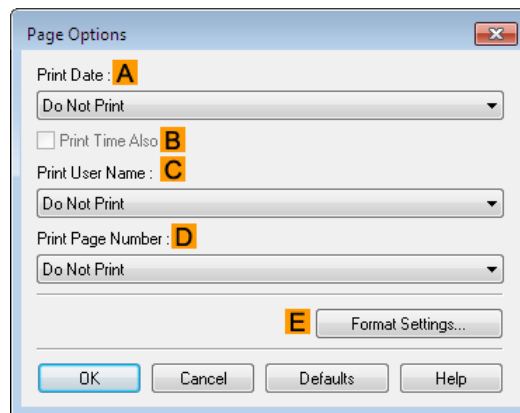 Page Options
Print Date : A
Do Not Print
Print Time Also B
Print User Name : C
Do Not Print
Print Page Number : D
Do Not Print
E Format Settings...
OK Cancel Defaults Help